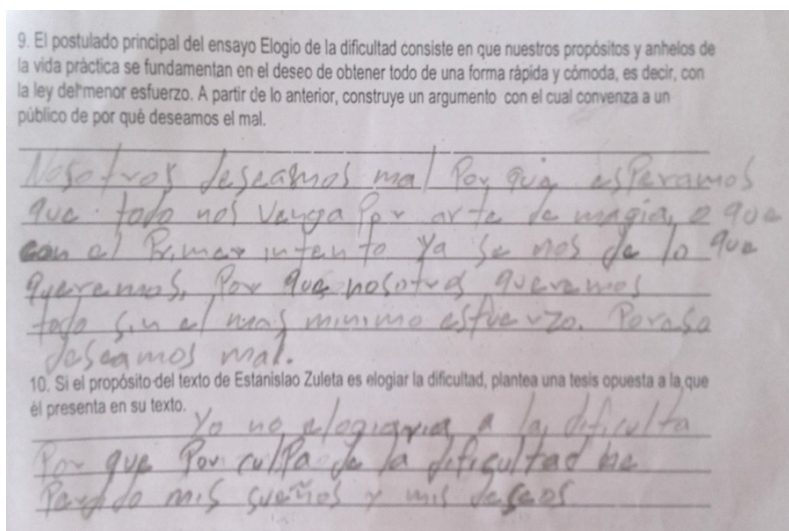 9. El postulado principal del ensayo Elogio de la dificultad consiste en que nuestros propósitos y anhelos de
la vida práctica se fundamentan en el deseo de obtener todo de una forma rápida y cómoda, es decir, con
la ley del menor esfuerzo. A partir de lo anterior, construye un argumento con el cual convenza a un
público de por qué deseamos el mal.
Nosotros deseamos mal Por que esperamos
que todo nos venga Por arte de magia, o que
con el Primer intento ya se nos de lo que
queremos, Por que nosotros queremos
todo sin el mas minimo esfuerzo. Por eso
deseamos mal.
10. Si el propósito del texto de Estanislao Zuleta es elogiar la dificultad, plantea una tesis opuesta a la que
él presenta en su texto.
Yo no elogiaria a la dificulta
Por que Por culpa de la dificultad he
Perdido mis sueños y mis deseos